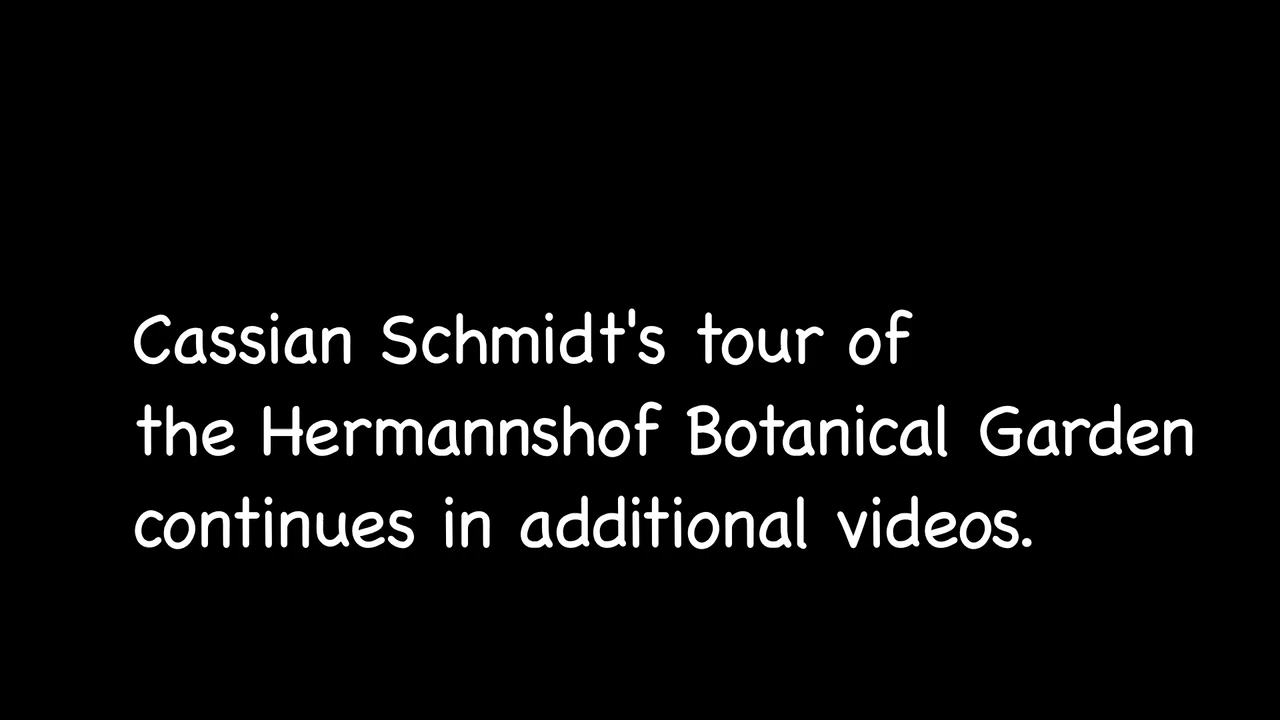 Cassian Schmidt's tour of
the Hermannshof Botanical Garden
continues in additional videos.